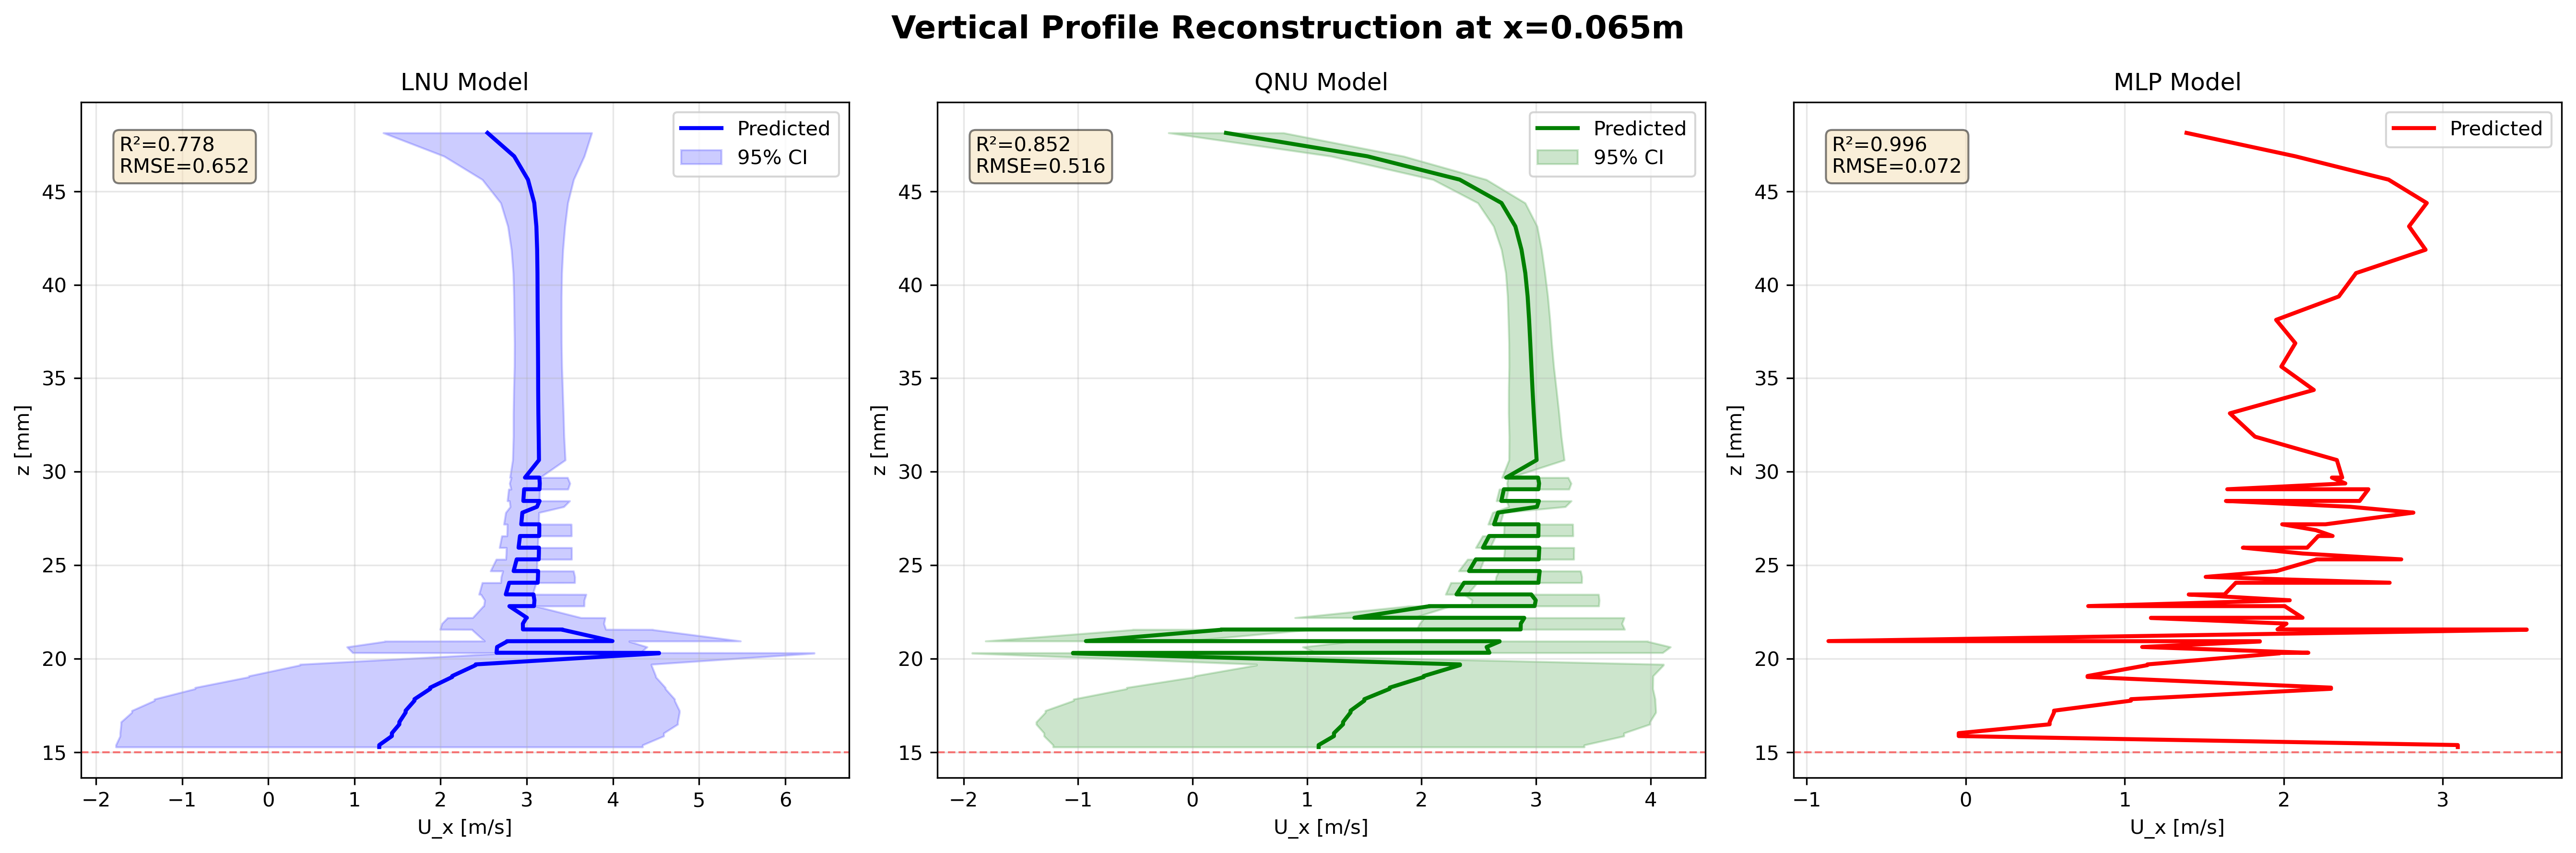 Vertical Profile Reconstruction at x=0.065m
LNU Model
R²=0.778
RMSE=0.652
Predicted
95% CI
45
40
35
30
25
20
15
z [mm]
−2 −1 0 1 2 3 4 5 6
U_x [m/s]
QNU Model
R²=0.852
RMSE=0.516
Predicted
95% CI
45
40
35
30
25
20
15
z [mm]
−2 −1 0 1 2 3 4
U_x [m/s]
MLP Model
R²=0.996
RMSE=0.072
Predicted
45
40
35
30
25
20
15
z [mm]
−1 0 1 2 3
U_x [m/s]